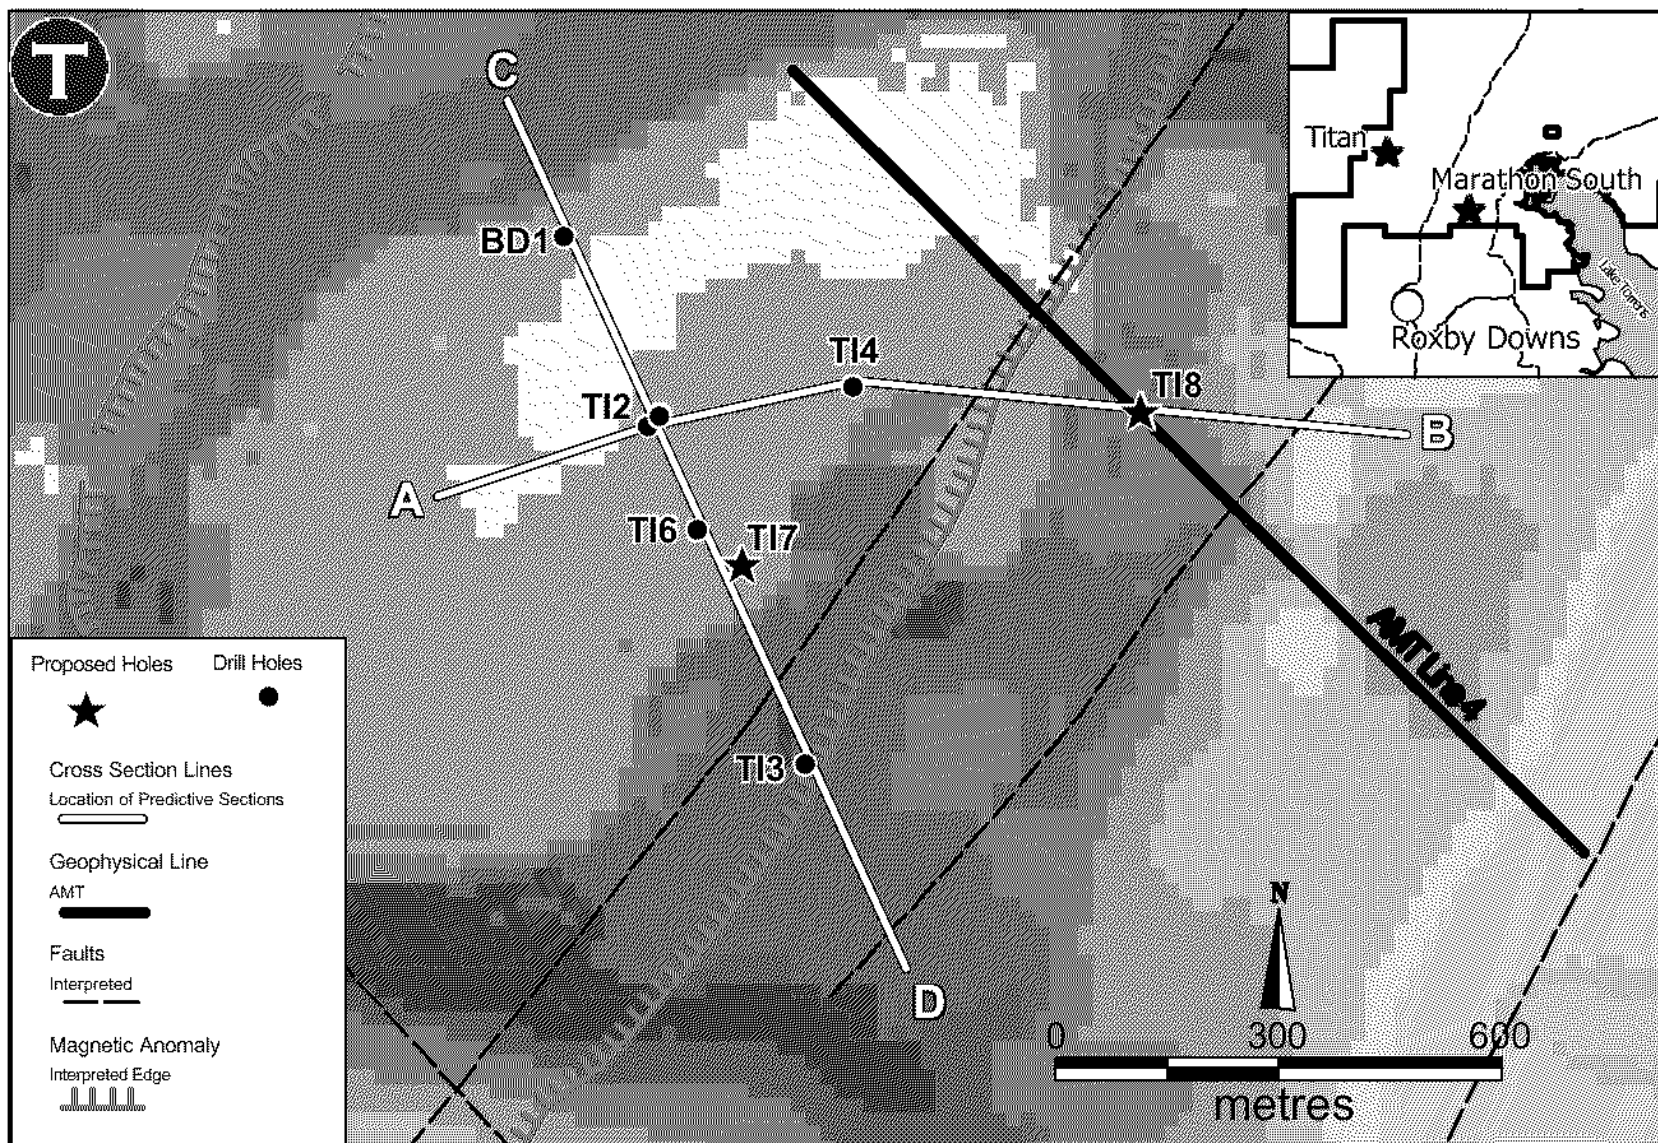 T
C
Titan
Marathon South
Lake Torrens
Roxby Downs
BD1
TI4
TI8
TI2
B
A
TI6
TI7
AMT Line 4
TI3
D
Proposed Holes
Drill Holes
Cross Section Lines
Location of Predictive Sections
Geophysical Line
AMT
Faults
Interpreted
Magnetic Anomaly
Interpreted Edge
N
0 300 600
metres